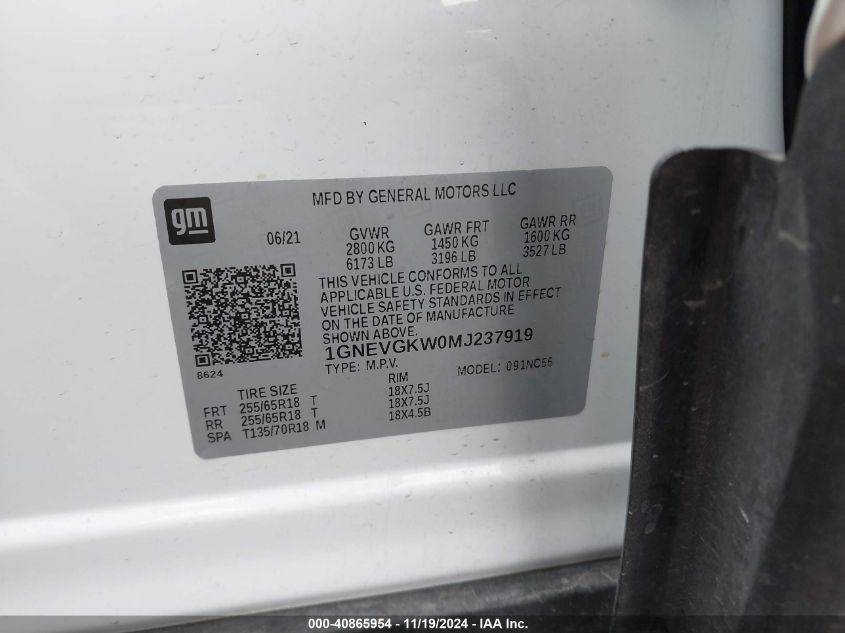 MFD BY GENERAL MOTORS LLC
gm
06/21 GVWR GAWR FRT GAWR RR
2800 KG 1450 KG 1600 KG
6173 LB 3196 LB 3527 LB
THIS VEHICLE CONFORMS TO ALL
APPLICABLE U.S. FEDERAL MOTOR
VEHICLE SAFETY STANDARDS IN EFFECT
ON THE DATE OF MANUFACTURE
SHOWN ABOVE.
1GNEVGKW0MJ237919
8624
TYPE: M.P.V. MODEL: 091NC56
TIRE SIZE RIM
FRT 255/65R18 T 18X7.5J
RR 255/65R18 T 18X7.5J
SPA T135/70R18 M 18X4.5B
000-40865954 - 11/19/2024 - IAA Inc.